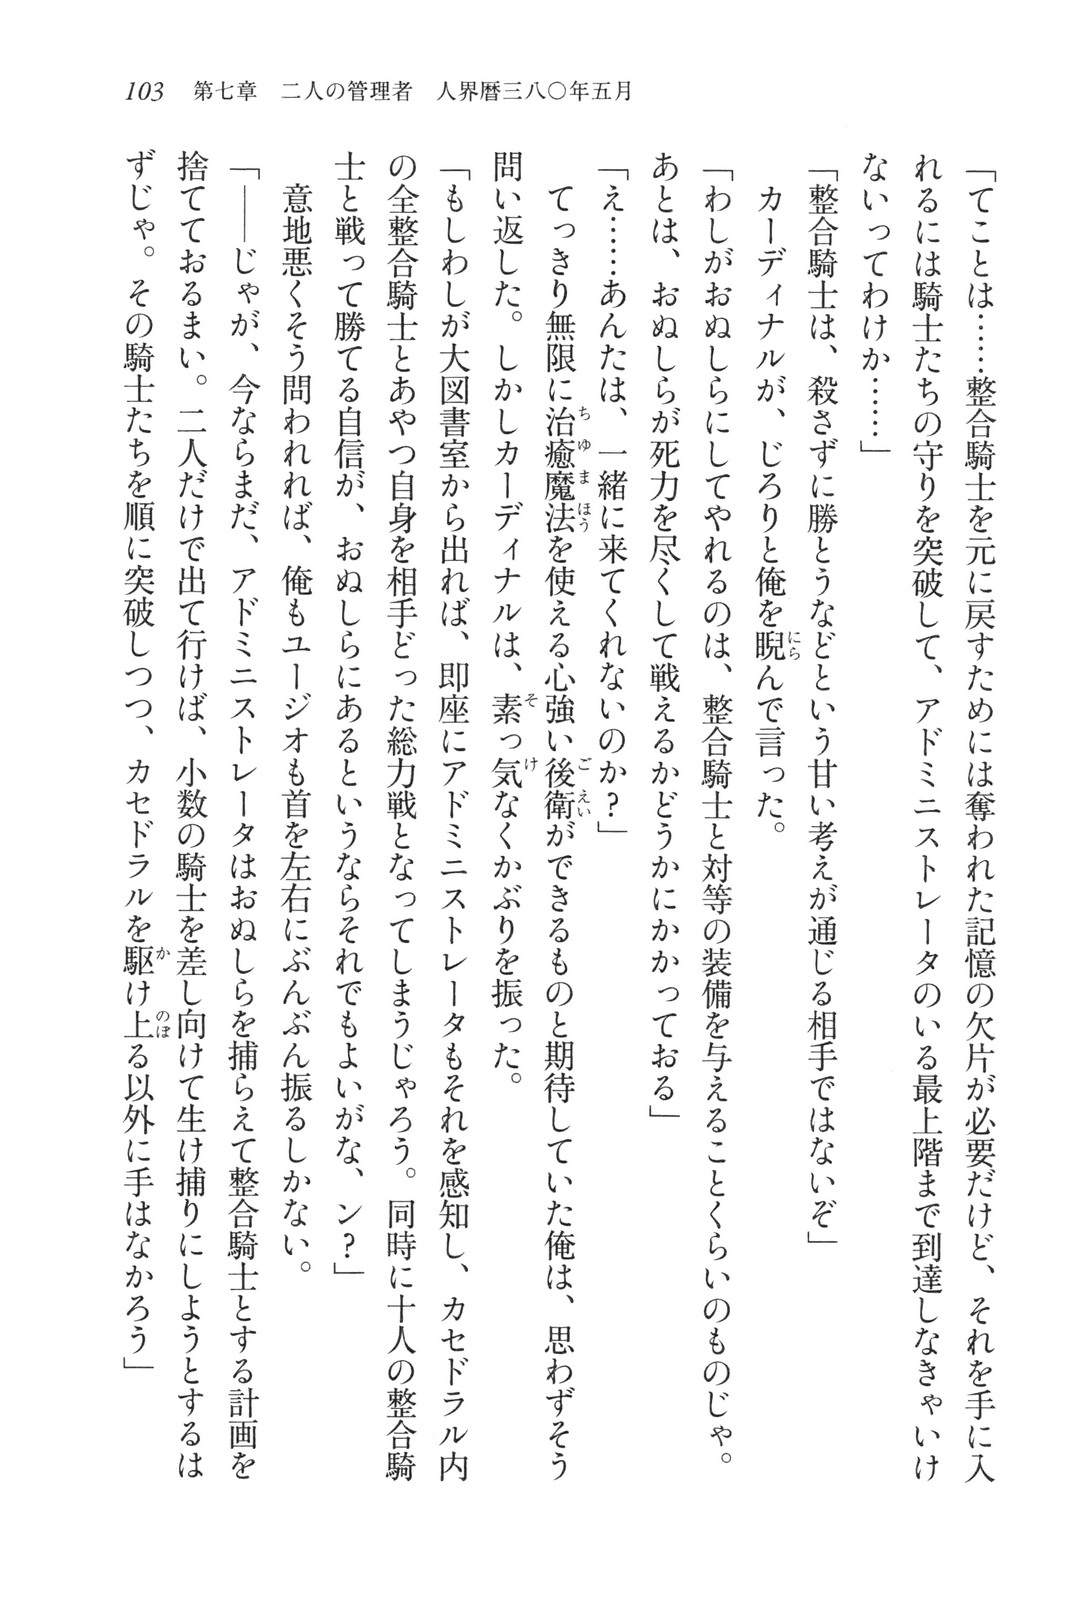 103　第七章　二人の管理者　人界暦三八〇年五月
「てことは……整合騎士を元に戻すためには奪われた記憶の欠片が必要だけど、それを手に入
れるには騎士たちの守りを突破して、アドミニストレータのいる最上階まで到達しなきゃいけ
ないってわけか……」
「整合騎士は、殺さずに勝とうなどという甘い考えが通じる相手ではないぞ」
　カーディナルが、じろりと俺を睨んで言った。
「わしがおぬしらにしてやれるのは、整合騎士と対等の装備を与えることくらいのものじゃ。
あとは、おぬしらが死力を尽くして戦えるかどうかにかかっておる」
「え……あんたは、一緒に来てくれないのか？」
　てっきり無限に治癒魔法を使える心強い後衛ができるものと期待していた俺は、思わずそう
問い返した。しかしカーディナルは、素っ気なくかぶりを振った。
「もしわしが大図書室から出れば、即座にアドミニストレータもそれを感知し、カセドラル内
の全整合騎士とあやつ自身を相手どった総力戦となってしまうじゃろう。同時に十人の整合騎
士と戦って勝てる自信が、おぬしらにあるというならそれでもよいがな、ン？」
　意地悪くそう問われれば、俺もユージオも首を左右にぶんぶん振るしかない。
「――じゃが、今ならまだ、アドミニストレータはおぬしらを捕らえて整合騎士とする計画を
捨てておるまい。二人だけで出て行けば、小数の騎士を差し向けて生け捕りにしようとするは
ずじゃ。その騎士たちを順に突破しつつ、カセドラルを駆け上る以外に手はなかろう」